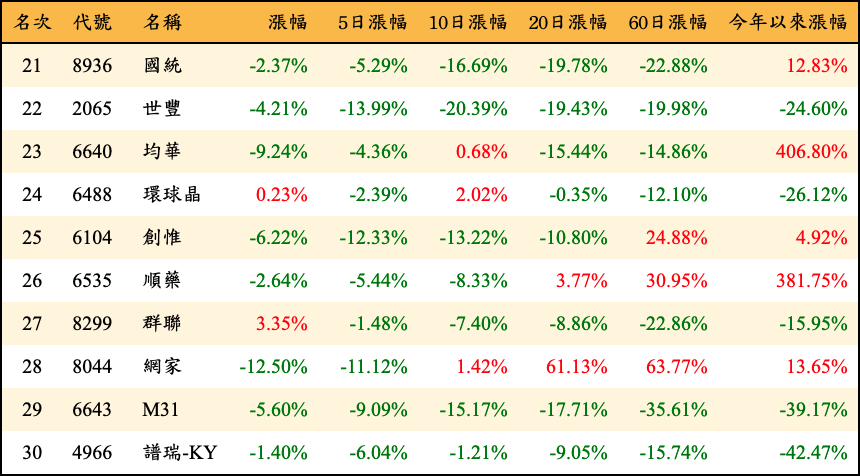 名次 代號 名稱 漲幅 5日漲幅 10日漲幅 20日漲幅 60日漲幅 今年以來漲幅
21 8936 國統 -2.37% -5.29% -16.69% -19.78% -22.88% 12.83%
22 2065 世豐 -4.21% -13.99% -20.39% -19.43% -19.98% -24.60%
23 6640 均華 -9.24% -4.36% 0.68% -15.44% -14.86% 406.80%
24 6488 環球晶 0.23% -2.39% 2.02% -0.35% -12.10% -26.12%
25 6104 創惟 -6.22% -12.33% -13.22% -10.80% 24.88% 4.92%
26 6535 順藥 -2.64% -5.44% -8.33% 3.77% 30.95% 381.75%
27 8299 群聯 3.35% -1.48% -7.40% -8.86% -22.86% -15.95%
28 8044 網家 -12.50% -11.12% 1.42% 61.13% 63.77% 13.65%
29 6643 M31 -5.60% -9.09% -15.17% -17.71% -35.61% -39.17%
30 4966 譜瑞-KY -1.40% -6.04% -1.21% -9.05% -15.74% -42.47%